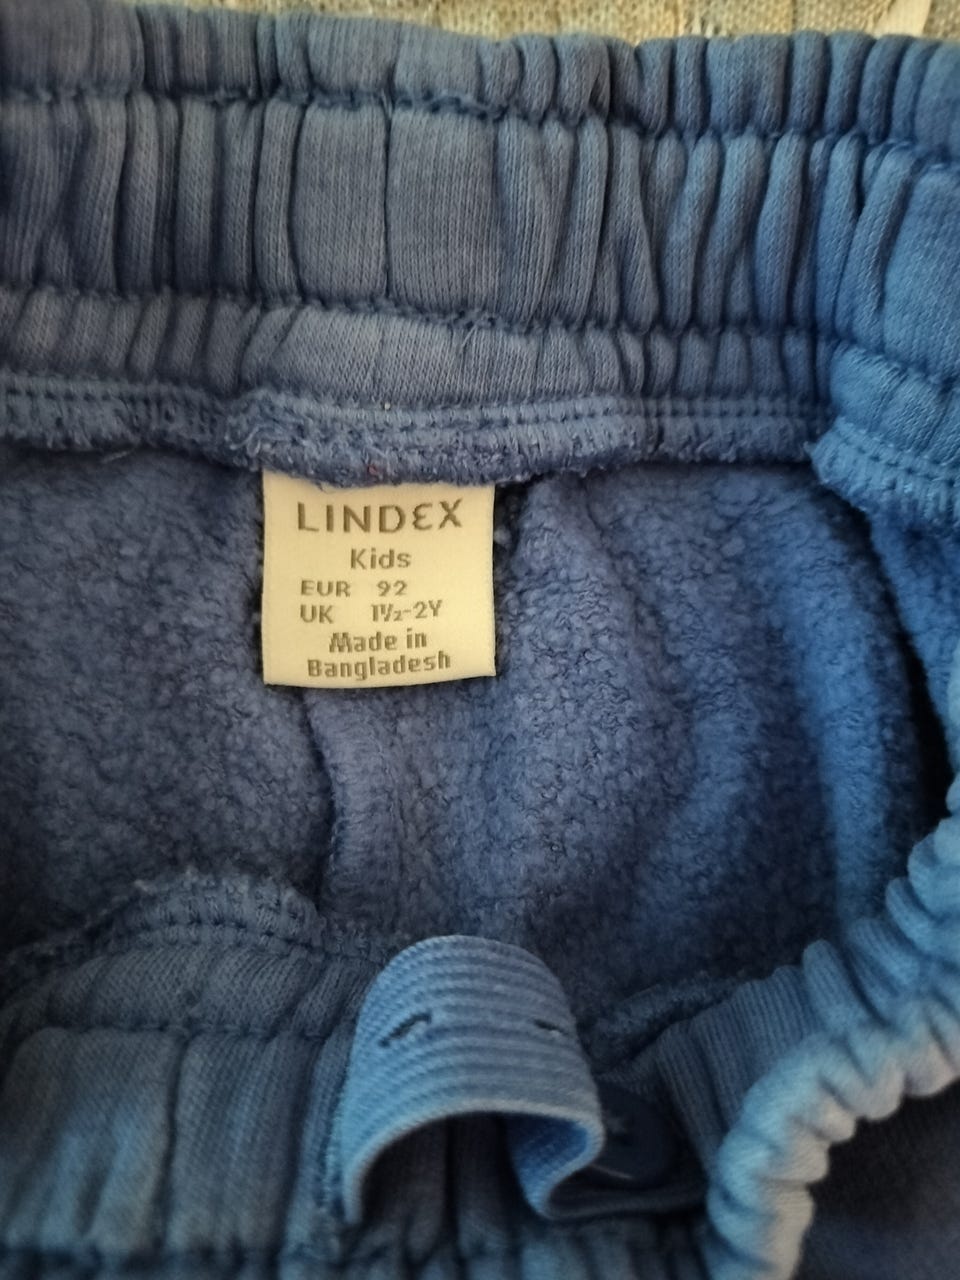 LINDEX
Kids
EUR 92
UK 1½-2Y
Made in
Bangladesh